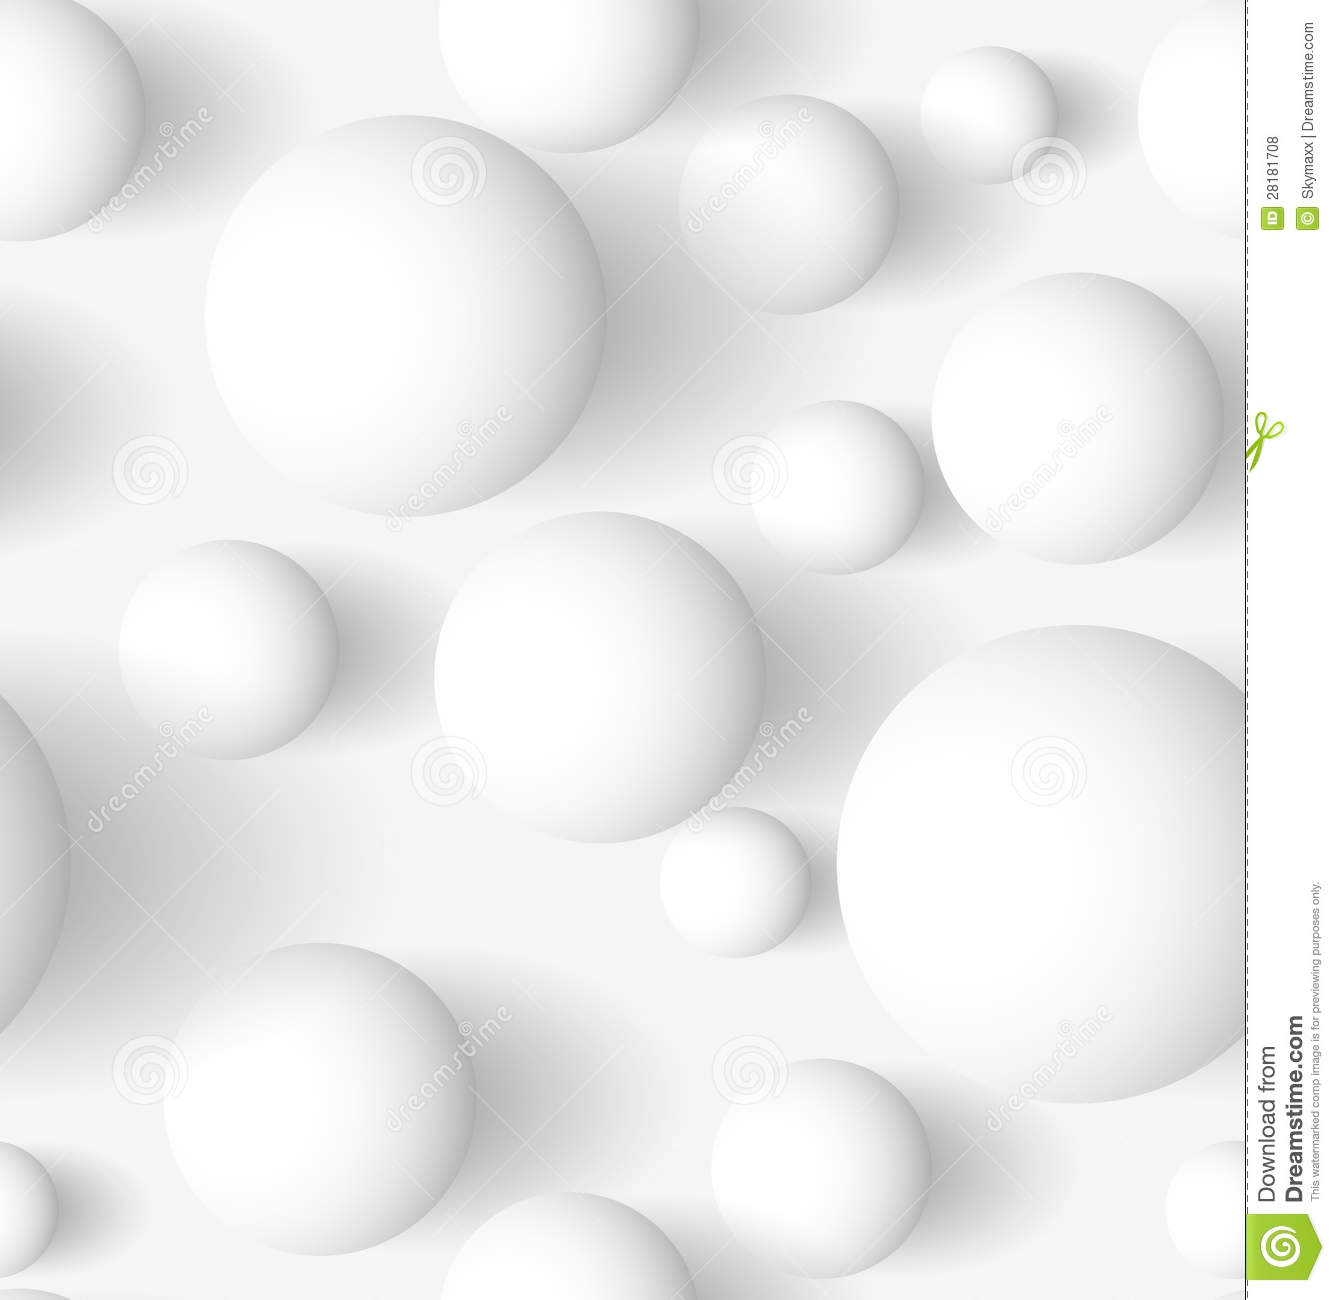 dreamstime
dreamstime
dreamstime
dreamstime
dreamstime
dreamstime
dreamstime
dreamstime
ID 28181708
© Skymaxx | Dreamstime.com
Download from
Dreamstime.com
This watermarked comp image is for previewing purposes only.